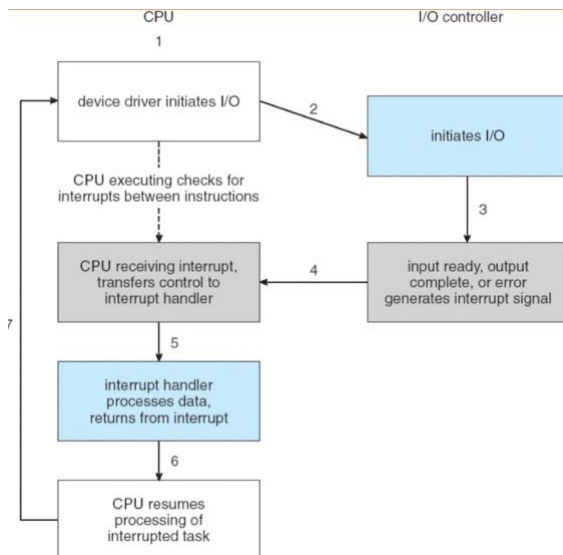 CPU
I/O controller
1
device driver initiates I/O
2
initiates I/O
CPU executing checks for
interrupts between instructions
3
CPU receiving interrupt,
transfers control to
interrupt handler
4
input ready, output
complete, or error
generates interrupt signal
7
5
interrupt handler
processes data,
returns from interrupt
6
CPU resumes
processing of
interrupted task